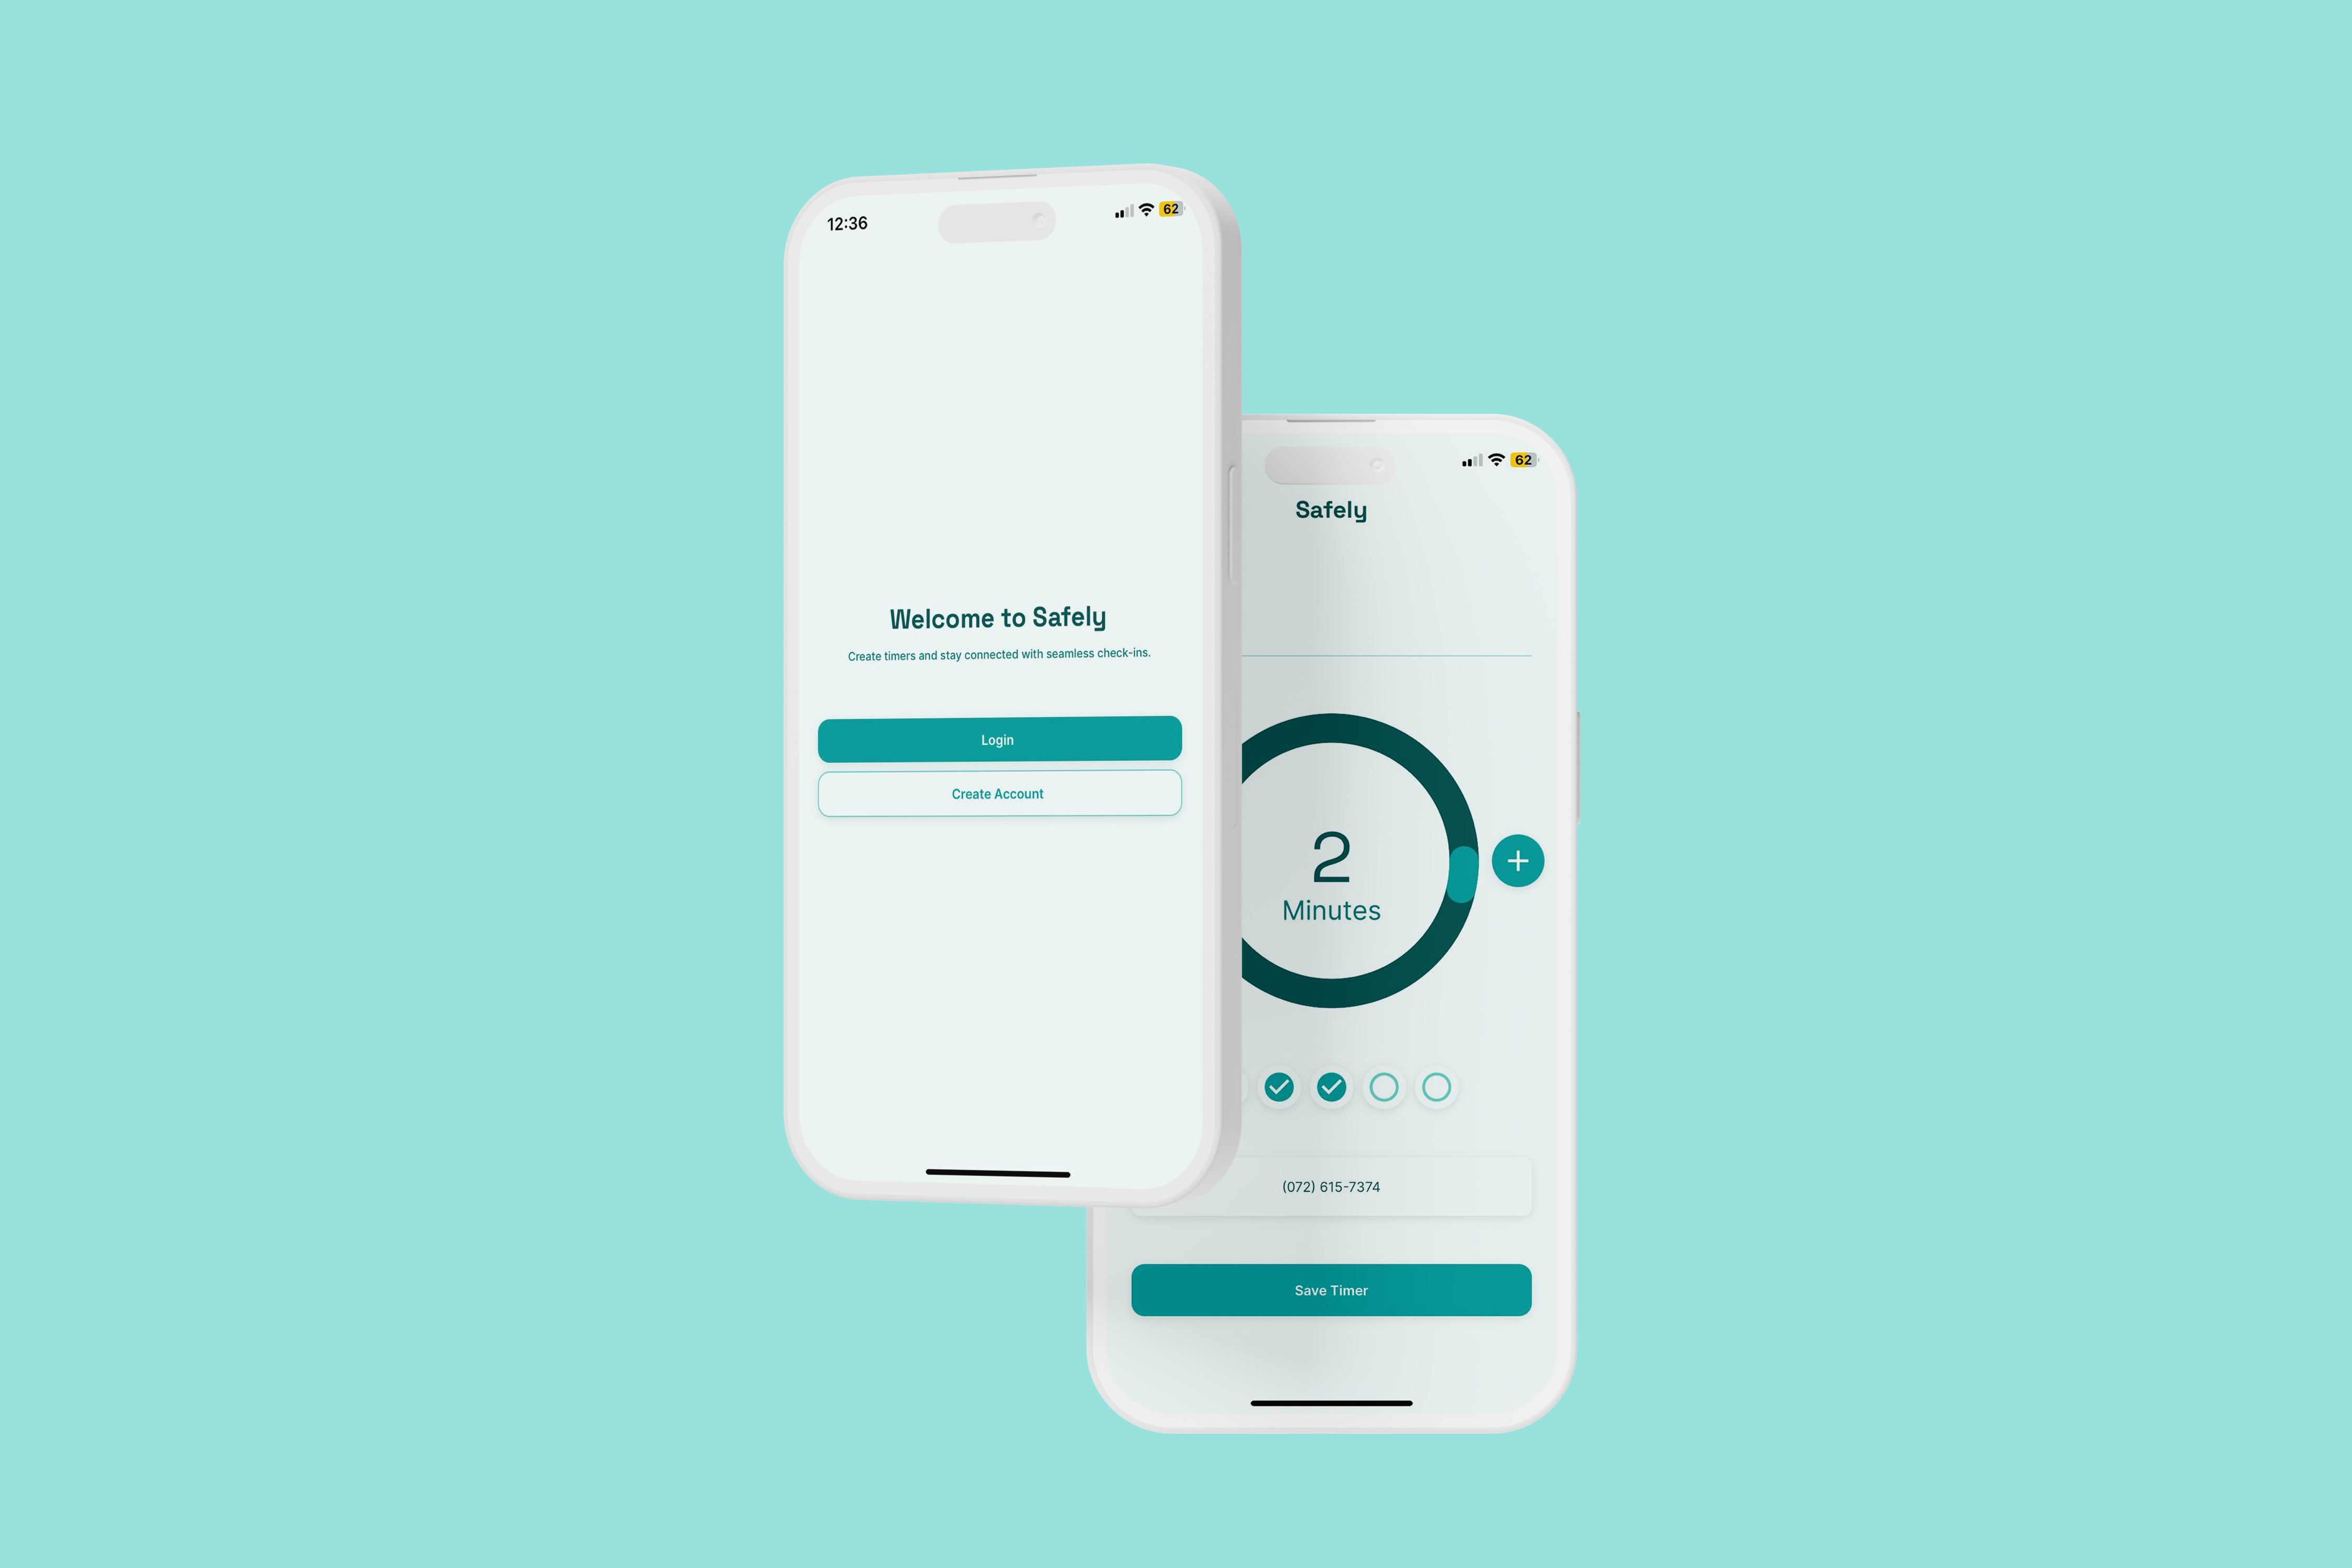 12:36
62
Welcome to Safely
Create timers and stay connected with seamless check-ins.
Login
Create Account
62
Safely
2
Minutes
(072) 615-7374
Save Timer